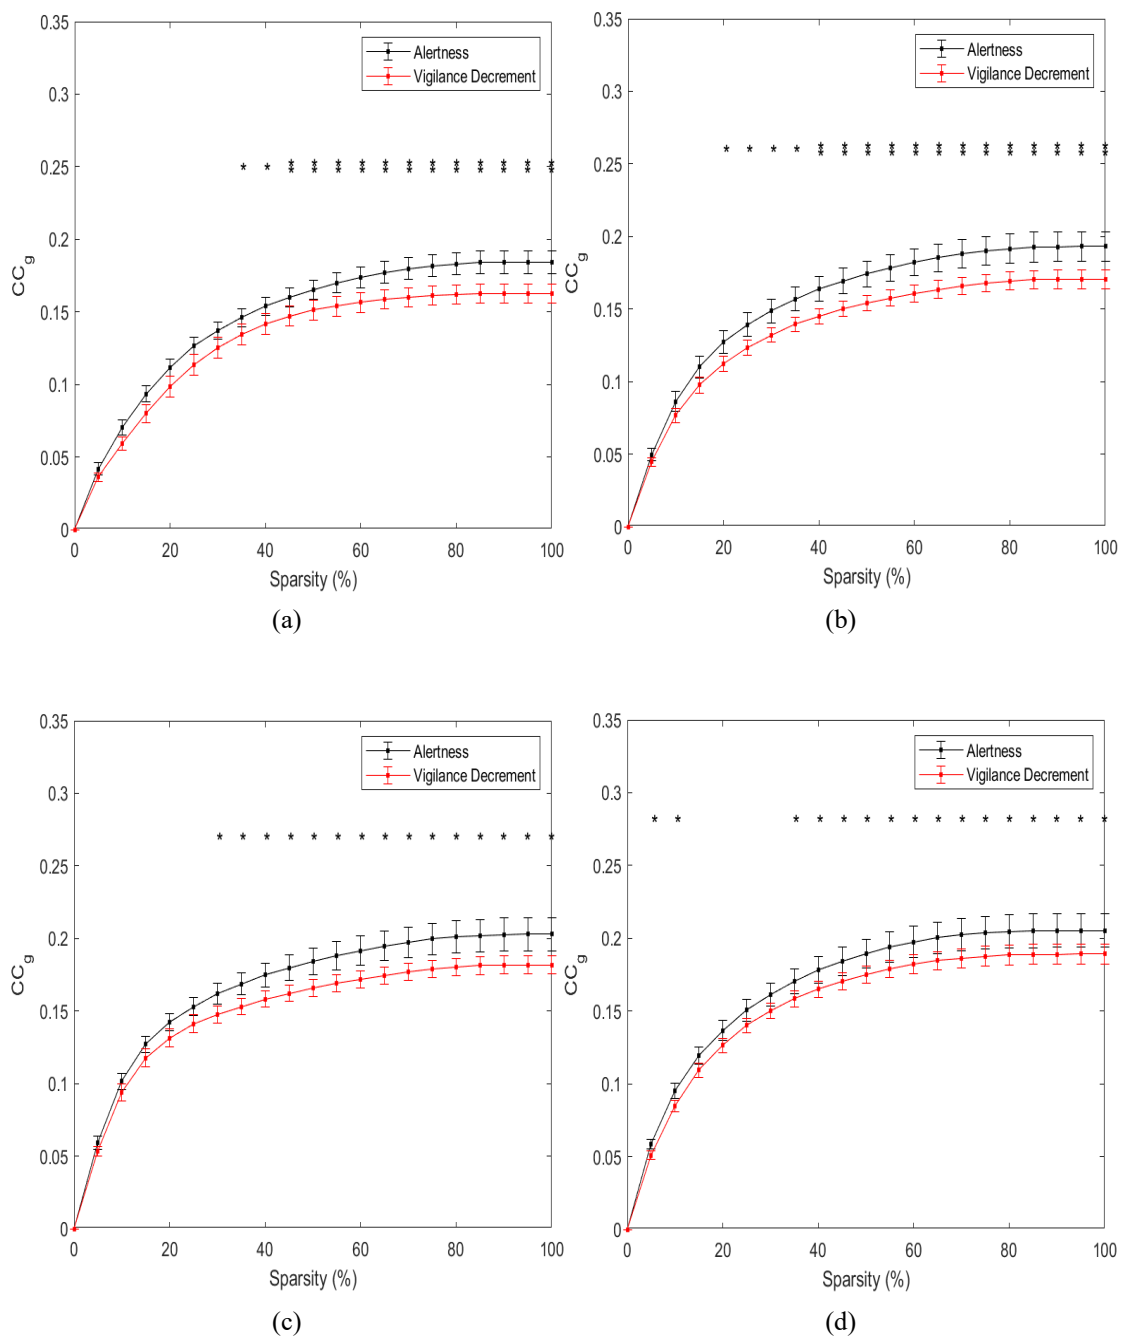 0.35
0.3
0.25
0.2
0.15
0.1
0.05
0
CCg
Alertness
Vigilance Decrement
* * * * * * * * * * * * * *
* * * * * * * * * * * *
0 20 40 60 80 100
Sparsity (%)
(a)
0.35
0.3
0.25
0.2
0.15
0.1
0.05
0
CCg
Alertness
Vigilance Decrement
* * * * * * * * * * * * * * * * *
* * * * * * * * * * * * *
0 20 40 60 80 100
Sparsity (%)
(b)
0.35
0.3
0.25
0.2
0.15
0.1
0.05
0
CCg
Alertness
Vigilance Decrement
* * * * * * * * * * * * * * *
0 20 40 60 80 100
Sparsity (%)
(c)
0.35
0.3
0.25
0.2
0.15
0.1
0.05
0
CCg
Alertness
Vigilance Decrement
* * * * * * * * * * * * * * * *
0 20 40 60 80 100
Sparsity (%)
(d)